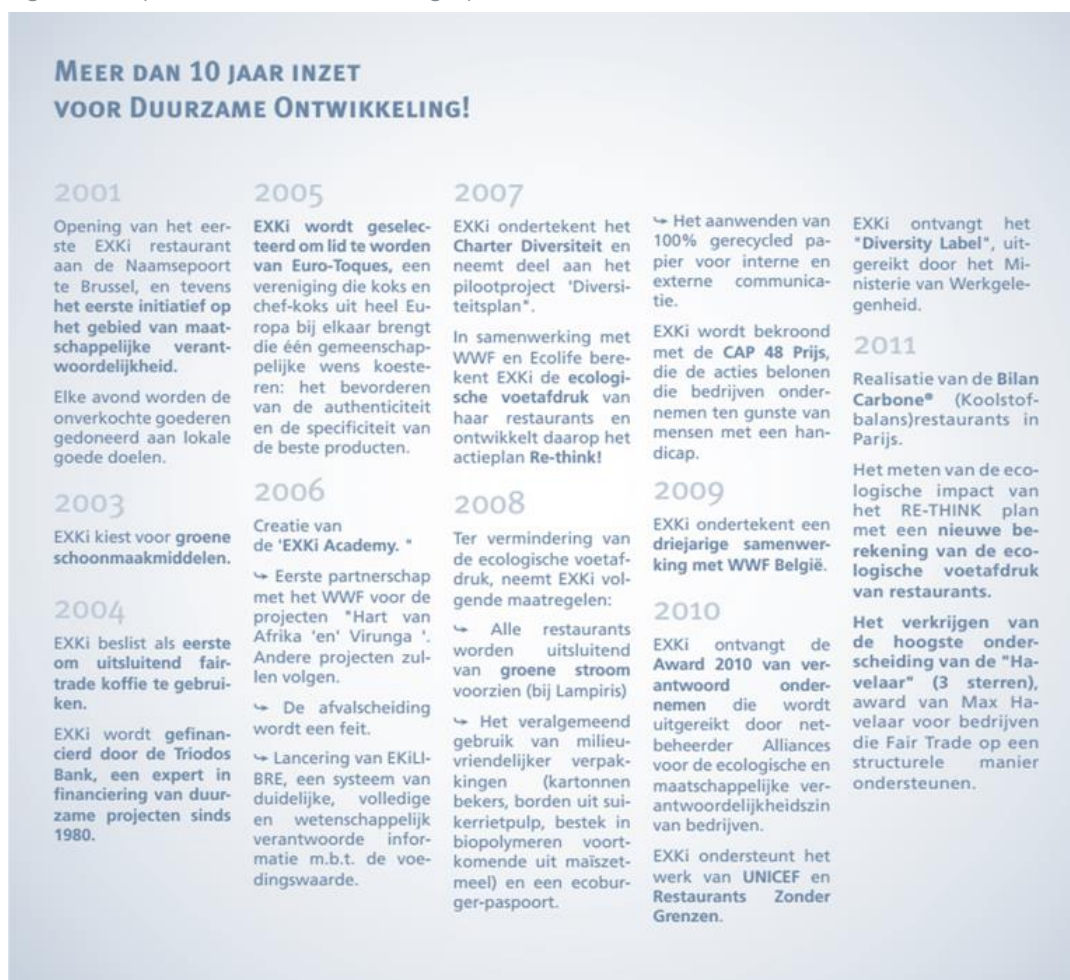 MEER DAN 10 JAAR INZET
VOOR DUURZAME ONTWIKKELING!
2001
Opening van het eer-
ste EXKi restaurant
aan de Naamsepoort
te Brussel, en tevens
het eerste initiatief op
het gebied van maat-
schappelijke verant-
woordelijkheid.
Elke avond worden de
onverkochte goederen
gedoneerd aan lokale
goede doelen.
2003
EXKi kiest voor groene
schoonmaakmiddelen.
2004
EXKi beslist als eerste
om uitsluitend fair-
trade koffie te gebrui-
ken.
EXKi wordt gefinan-
cierd door de Triodos
Bank, een expert in
financiering van duur-
zame projecten sinds
1980.
2005
EXKi wordt geselec-
teerd om lid te worden
van Euro-Toques, een
vereniging die koks en
chef-koks uit heel Eu-
ropa bij elkaar brengt
die één gemeenschap-
pelijke wens koeste-
ren: het bevorderen
van de authenticiteit
en de specificiteit van
de beste producten.
2006
Creatie van
de 'EXKi Academy. "
↪ Eerste partnerschap
met het WWF voor de
projecten "Hart van
Afrika 'en' Virunga '.
Andere projecten zul-
len volgen.
↪ De afvalscheiding
wordt een feit.
↪ Lancering van EKiLI-
BRE, een systeem van
duidelijke, volledige
en wetenschappelijk
verantwoorde infor-
matie m.b.t. de voe-
dingswaarde.
2007
EXKi ondertekent het
Charter Diversiteit en
neemt deel aan het
pilootproject 'Diversi-
teitsplan".
In samenwerking met
WWF en Ecolife bere-
kent EXKi de ecologi-
sche voetafdruk van
haar restaurants en
ontwikkelt daarop het
actieplan Re-think!
2008
Ter vermindering van
de ecologische voetaf-
druk, neemt EXKi vol-
gende maatregelen:
↪ Alle restaurants
worden uitsluitend
van groene stroom
voorzien (bij Lampiris)
↪ Het veralgemeend
gebruik van milieu-
vriendelijker verpak-
kingen (kartonnen
bekers, borden uit sui-
kerrietpulp, bestek in
biopolymeren voort-
komende uit maïszet-
meel) en een ecobur-
ger-paspoort.
↪ Het aanwenden van
100% gerecycled pa-
pier voor interne en
externe communica-
tie.
EXKi wordt bekroond
met de CAP 48 Prijs,
die de acties belonen
die bedrijven onder-
nemen ten gunste van
mensen met een han-
dicap.
2009
EXKi ondertekent een
driejarige samenwer-
king met WWF België.
2010
EXKi ontvangt de
Award 2010 van ver-
antwoord onder-
nemen die wordt
uitgereikt door net-
beheerder Alliances
voor de ecologische en
maatschappelijke ver-
antwoordelijkheidszin
van bedrijven.
EXKi ondersteunt het
werk van UNICEF en
Restaurants Zonder
Grenzen.
EXKi ontvangt het
"Diversity Label", uit-
gereikt door het Mi-
nisterie van Werkgele-
genheid.
2011
Realisatie van de Bilan
Carbone® (Koolstof-
balans)restaurants in
Parijs.
Het meten van de eco-
logische impact van
het RE-THINK plan
met een nieuwe be-
rekening van de eco-
logische voetafdruk
van restaurants.
Het verkrijgen van
de hoogste onder-
scheiding van de "Ha-
velaar" (3 sterren),
award van Max Ha-
velaar voor bedrijven
die Fair Trade op een
structurele manier
ondersteunen.